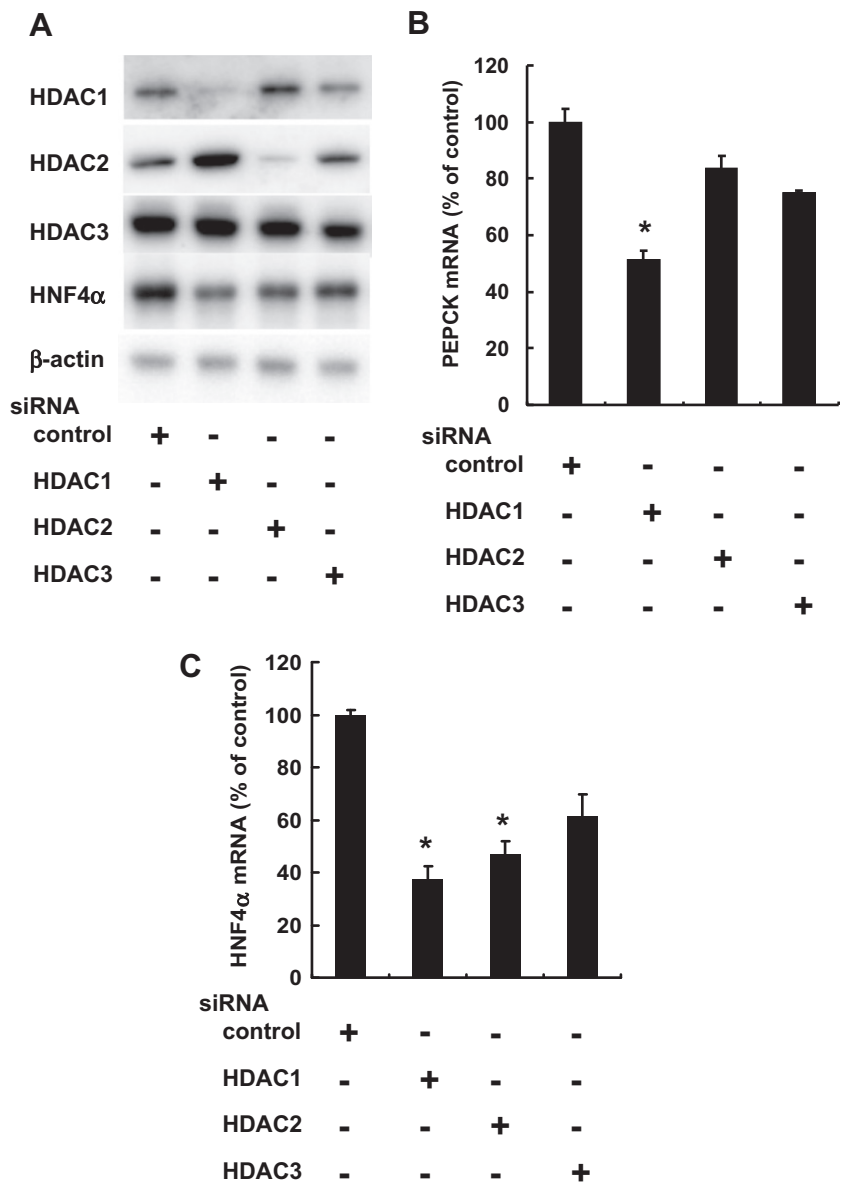 A
HDAC1
HDAC2
HDAC3
HNF4α
β-actin
siRNA
control + - - -
HDAC1 - + - -
HDAC2 - - + -
HDAC3 - - - +
B
PEPCK mRNA (% of control)
120
100
80
60
40
20
0
*
siRNA
control + - - -
HDAC1 - + - -
HDAC2 - - + -
HDAC3 - - - +
C
HNF4α mRNA (% of control)
120
100
80
60
40
20
0
* *
siRNA
control + - - -
HDAC1 - + - -
HDAC2 - - + -
HDAC3 - - - +